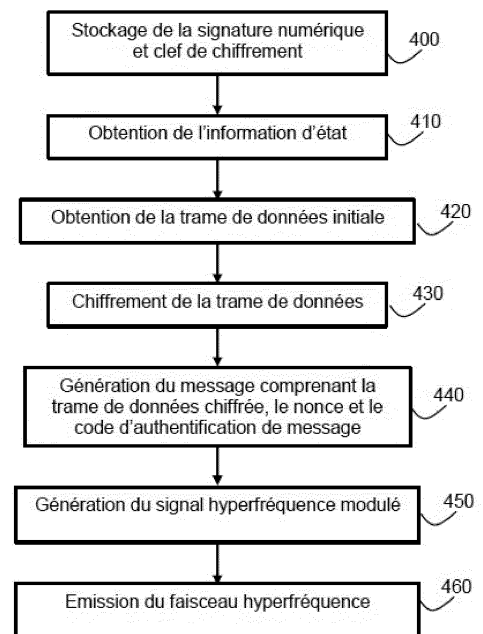 Stockage de la signature numérique
et clef de chiffrement
400
Obtention de l'information d'état
410
Obtention de la trame de données initiale
420
Chiffrement de la trame de données
430
Génération du message comprenant la
trame de données chiffrée, le nonce et le
code d'authentification de message
440
Génération du signal hyperfréquence modulé
450
Emission du faisceau hyperfréquence
460